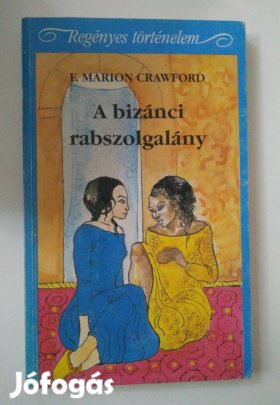 Regényes történelem
F. MARION CRAWFORD
A bizánci
rabszolgalány
Jófogás